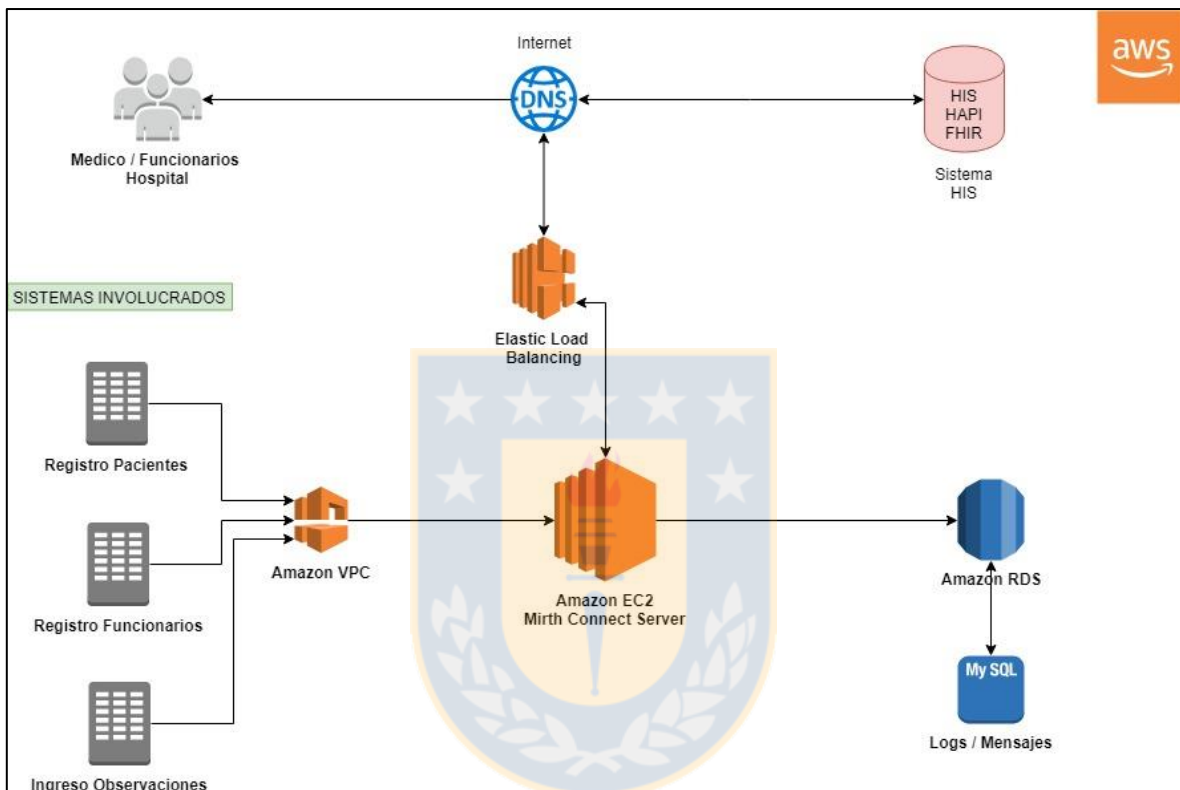 Internet
aws
DNS
HIS
HAPI
FHIR
Medico / Funcionarios
Hospital
Sistema
HIS
SISTEMAS INVOLUCRADOS
Elastic Load
Balancing
Registro Pacientes
Amazon VPC
Amazon EC2
Mirth Connect Server
Amazon RDS
Registro Funcionarios
My SQL
Logs / Mensajes
Ingreso Observaciones